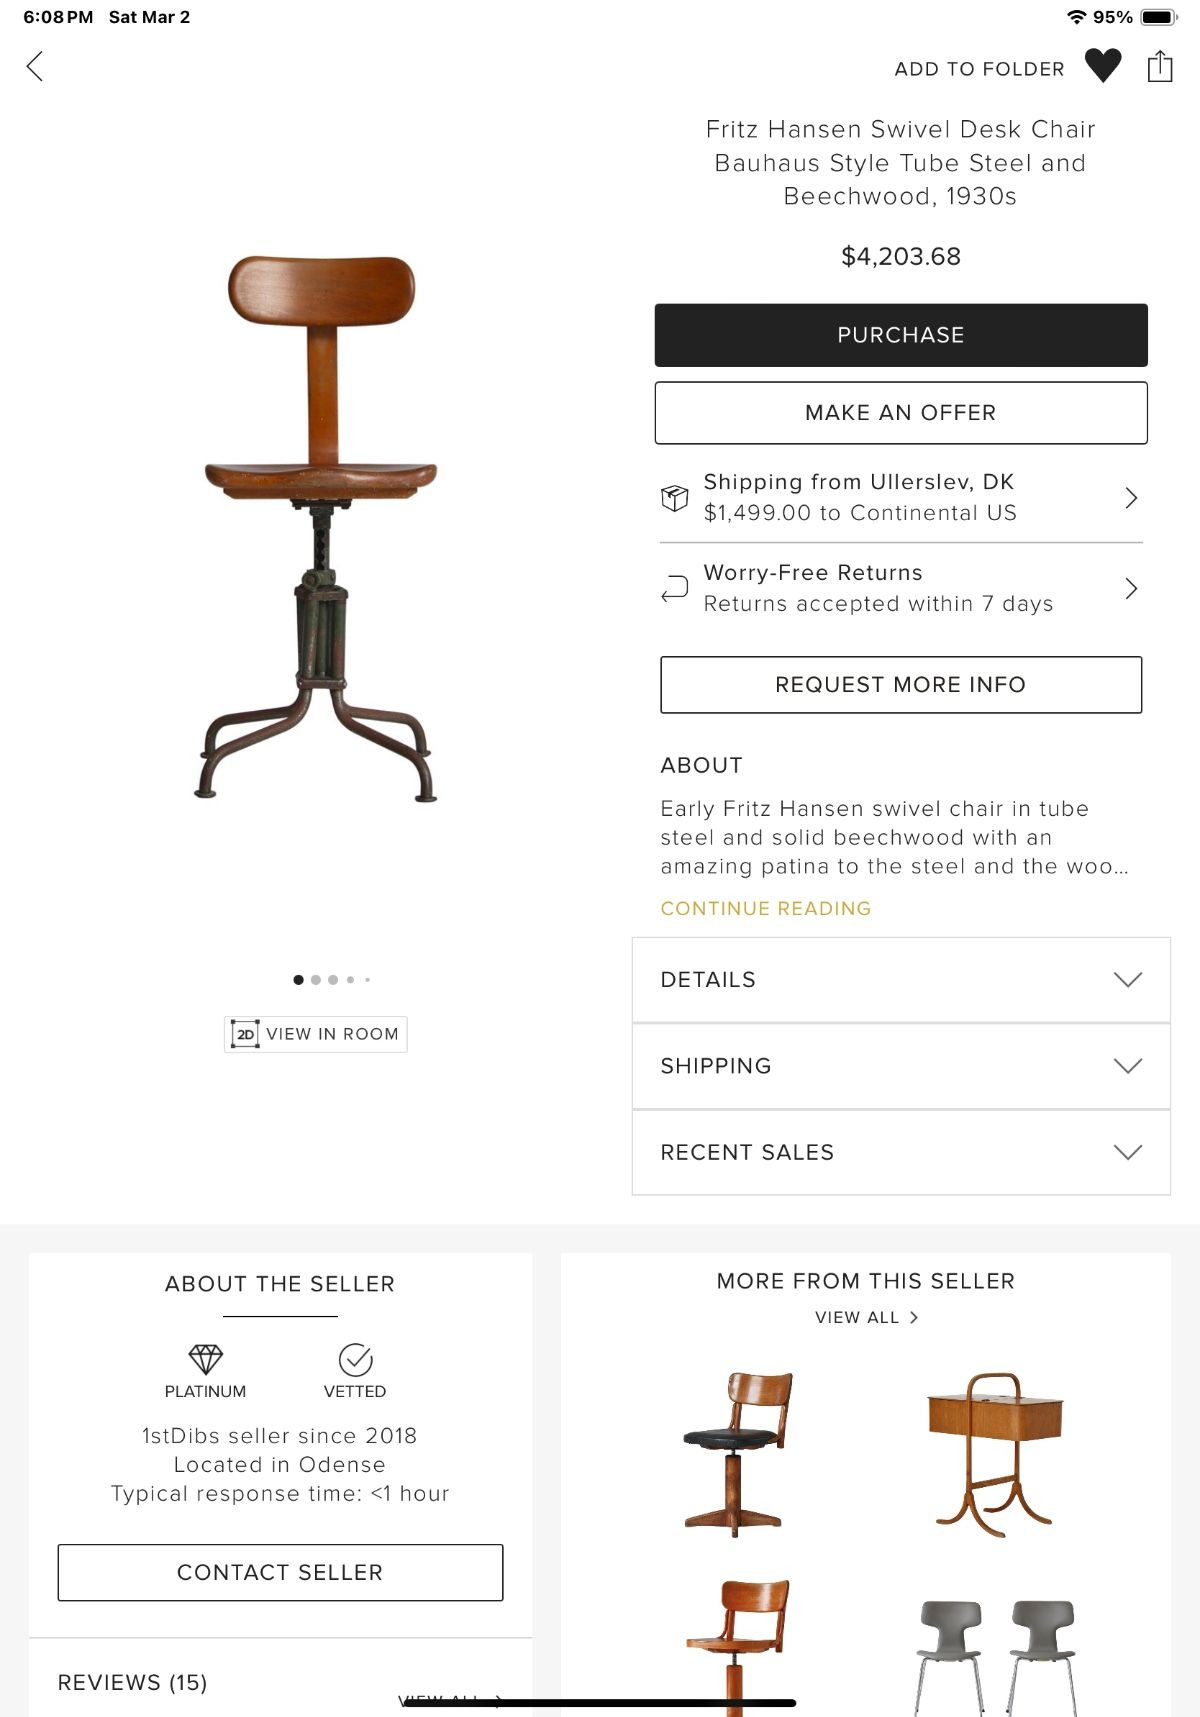 6:08 PM Sat Mar 2
95%
ADD TO FOLDER
Fritz Hansen Swivel Desk Chair
Bauhaus Style Tube Steel and
Beechwood, 1930s
$4,203.68
PURCHASE
MAKE AN OFFER
Shipping from Ullerslev, DK
$1,499.00 to Continental US
Worry-Free Returns
Returns accepted within 7 days
REQUEST MORE INFO
ABOUT
Early Fritz Hansen swivel chair in tube
steel and solid beechwood with an
amazing patina to the steel and the woo...
CONTINUE READING
2D VIEW IN ROOM
DETAILS
SHIPPING
RECENT SALES
ABOUT THE SELLER
PLATINUM
VETTED
1stDibs seller since 2018
Located in Odense
Typical response time: <1 hour
CONTACT SELLER
REVIEWS (15)
VIEW ALL
MORE FROM THIS SELLER
VIEW ALL